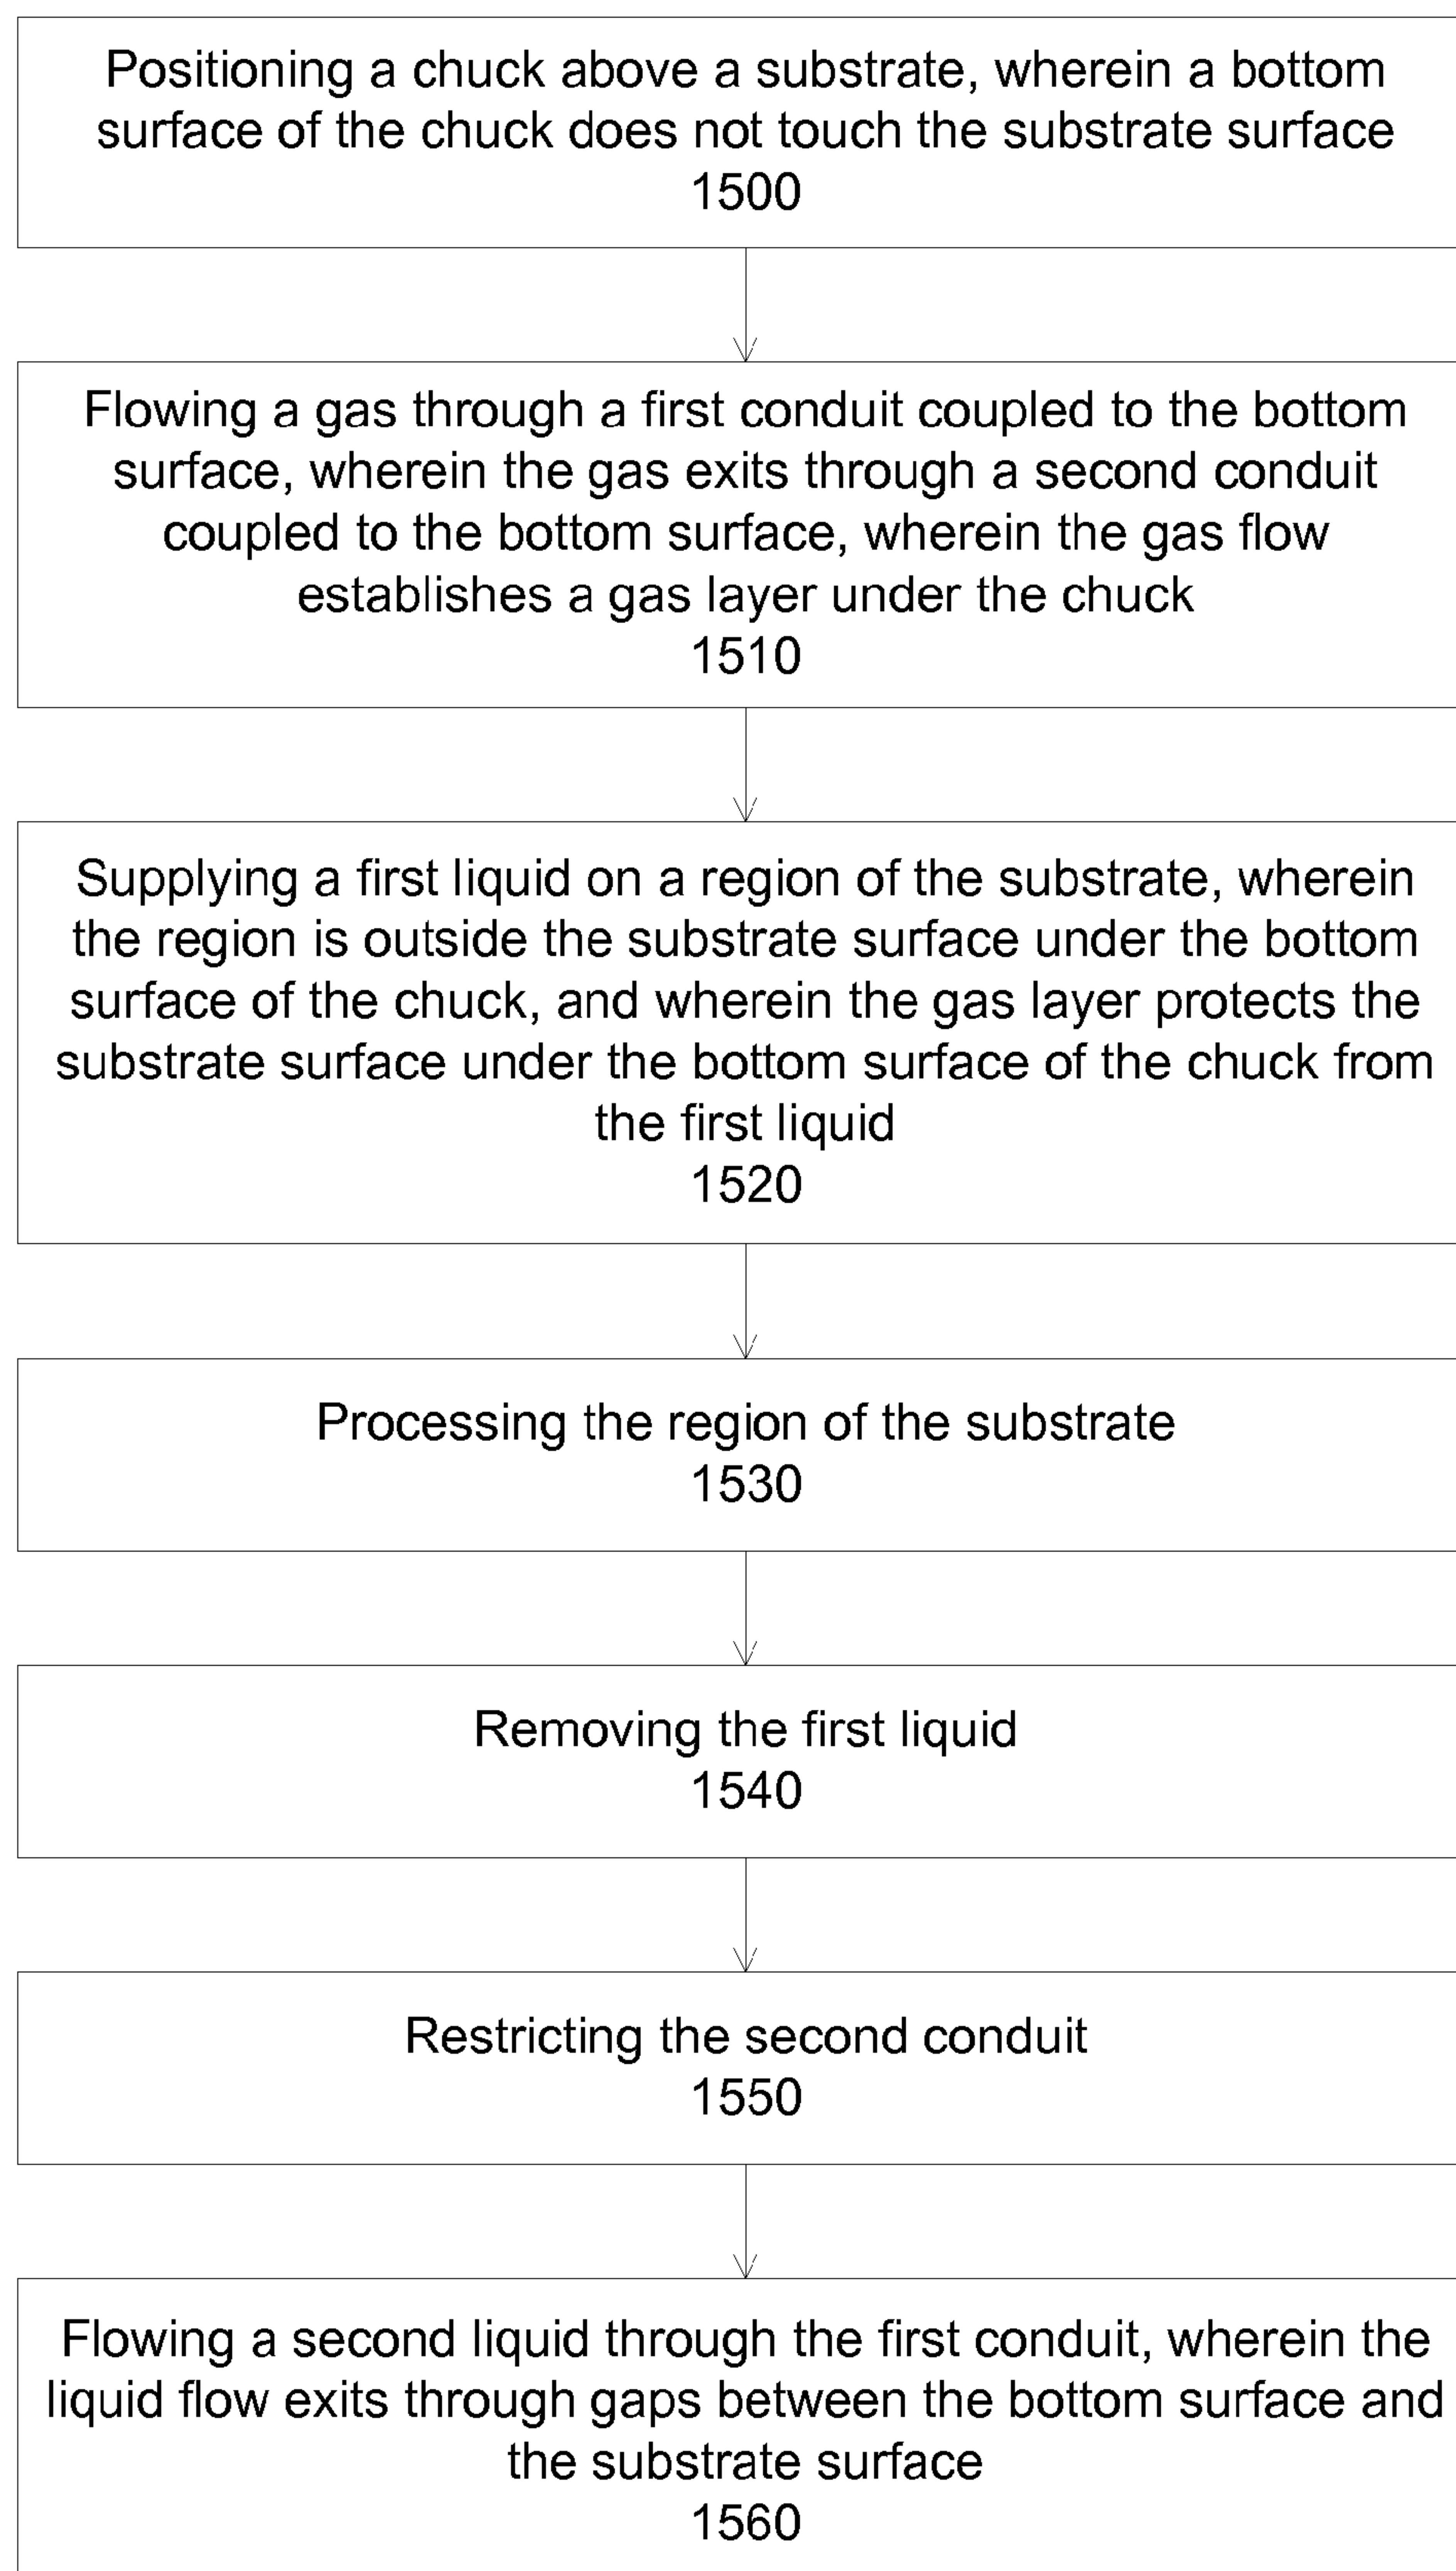 Positioning a chuck above a substrate, wherein a bottom
surface of the chuck does not touch the substrate surface
1500
Flowing a gas through a first conduit coupled to the bottom
surface, wherein the gas exits through a second conduit
coupled to the bottom surface, wherein the gas flow
establishes a gas layer under the chuck
1510
Supplying a first liquid on a region of the substrate, wherein
the region is outside the substrate surface under the bottom
surface of the chuck, and wherein the gas layer protects the
substrate surface under the bottom surface of the chuck from
the first liquid
1520
Processing the region of the substrate
1530
Removing the first liquid
1540
Restricting the second conduit
1550
Flowing a second liquid through the first conduit, wherein the
liquid flow exits through gaps between the bottom surface and
the substrate surface
1560